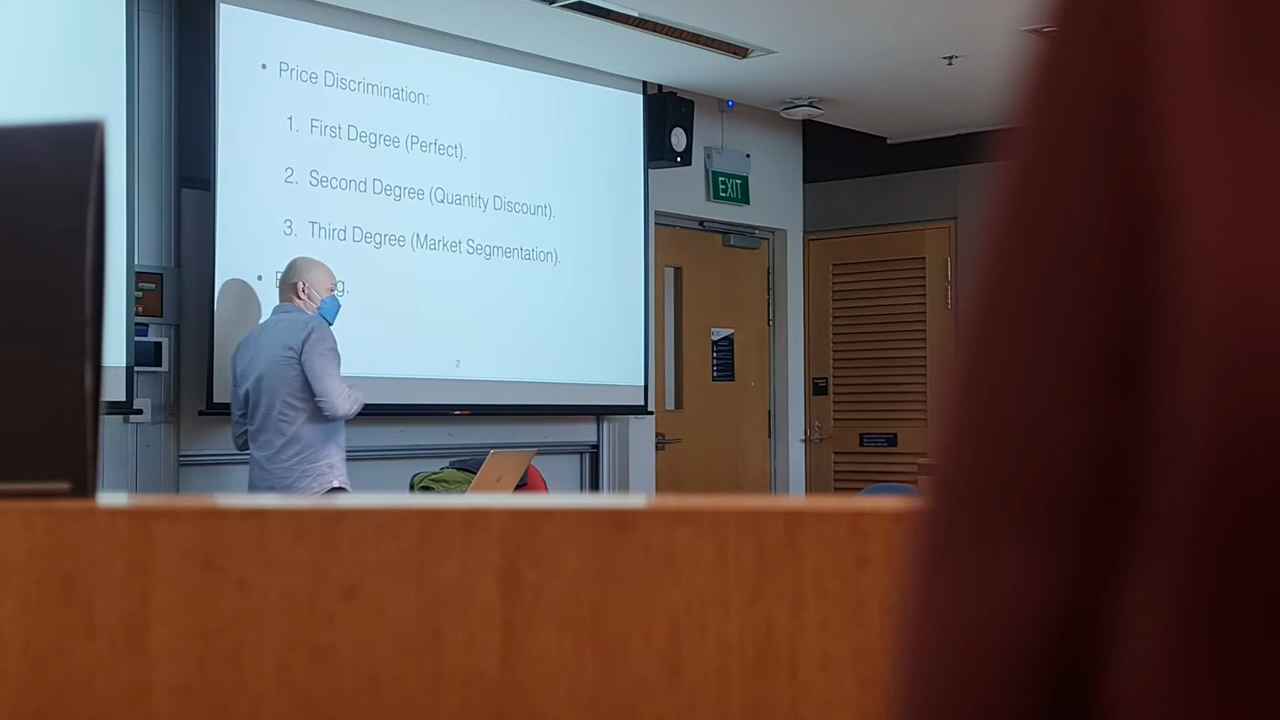 • Price Discrimination:
1. First Degree (Perfect).
2. Second Degree (Quantity Discount).
3. Third Degree (Market Segmentation).
2
EXIT